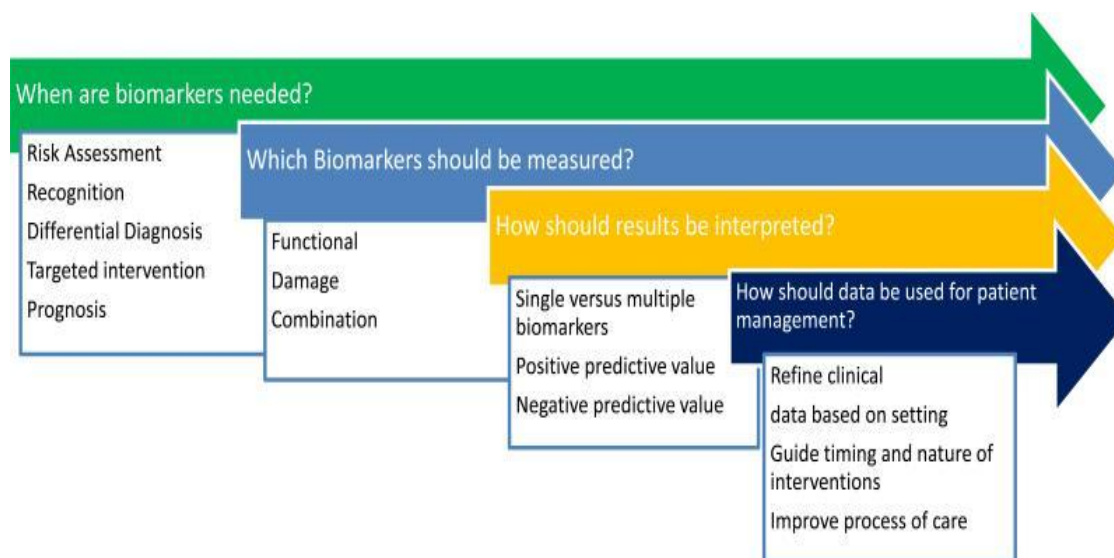 When are biomarkers needed?
Risk Assessment
Recognition
Differential Diagnosis
Targeted intervention
Prognosis
Which Biomarkers should be measured?
Functional
Damage
Combination
How should results be interpreted?
Single versus multiple
biomarkers
Positive predictive value
Negative predictive value
How should data be used for patient
management?
Refine clinical
data based on setting
Guide timing and nature of
interventions
Improve process of care